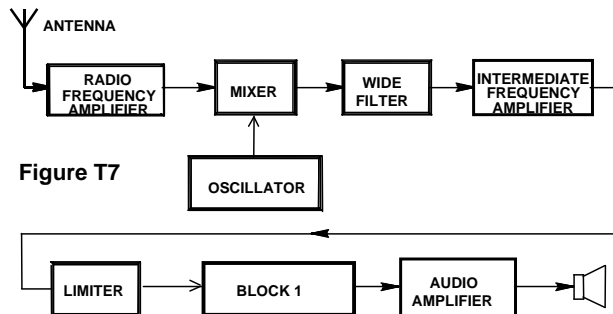 ANTENNA
RADIO
FREQUENCY
AMPLIFIER
MIXER
WIDE
FILTER
INTERMEDIATE
FREQUENCY
AMPLIFIER
Figure T7
OSCILLATOR
LIMITER
BLOCK 1
AUDIO
AMPLIFIER